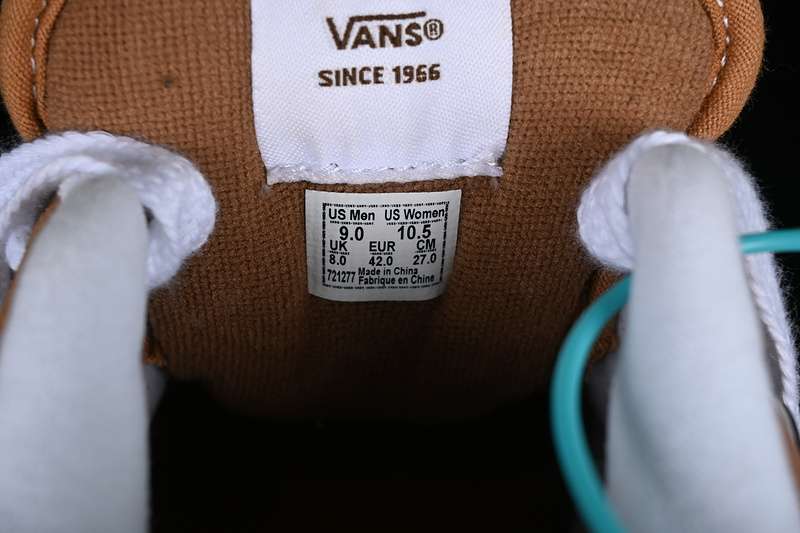 VANS®
SINCE 1966
US Men US Women
9.0 10.5
UK EUR CM
8.0 42.0 27.0
721277 Made in China
Fabrique en Chine